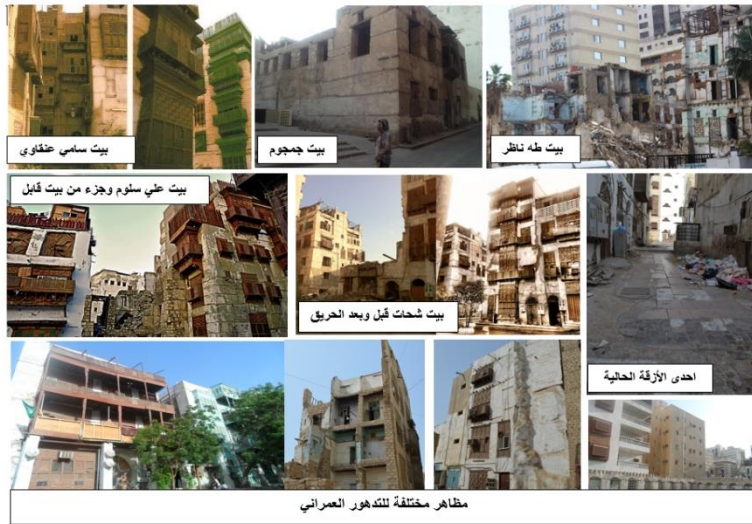 بيت سامي عنقاوي
بيت جمجوم
بيت طه ناظر
بيت علي سلوم وجزء من بيت قابل
بيت شحات قبل وبعد الحريق
احدى الأزقة الحالية
مظاهر مختلفة للتدهور العمراني